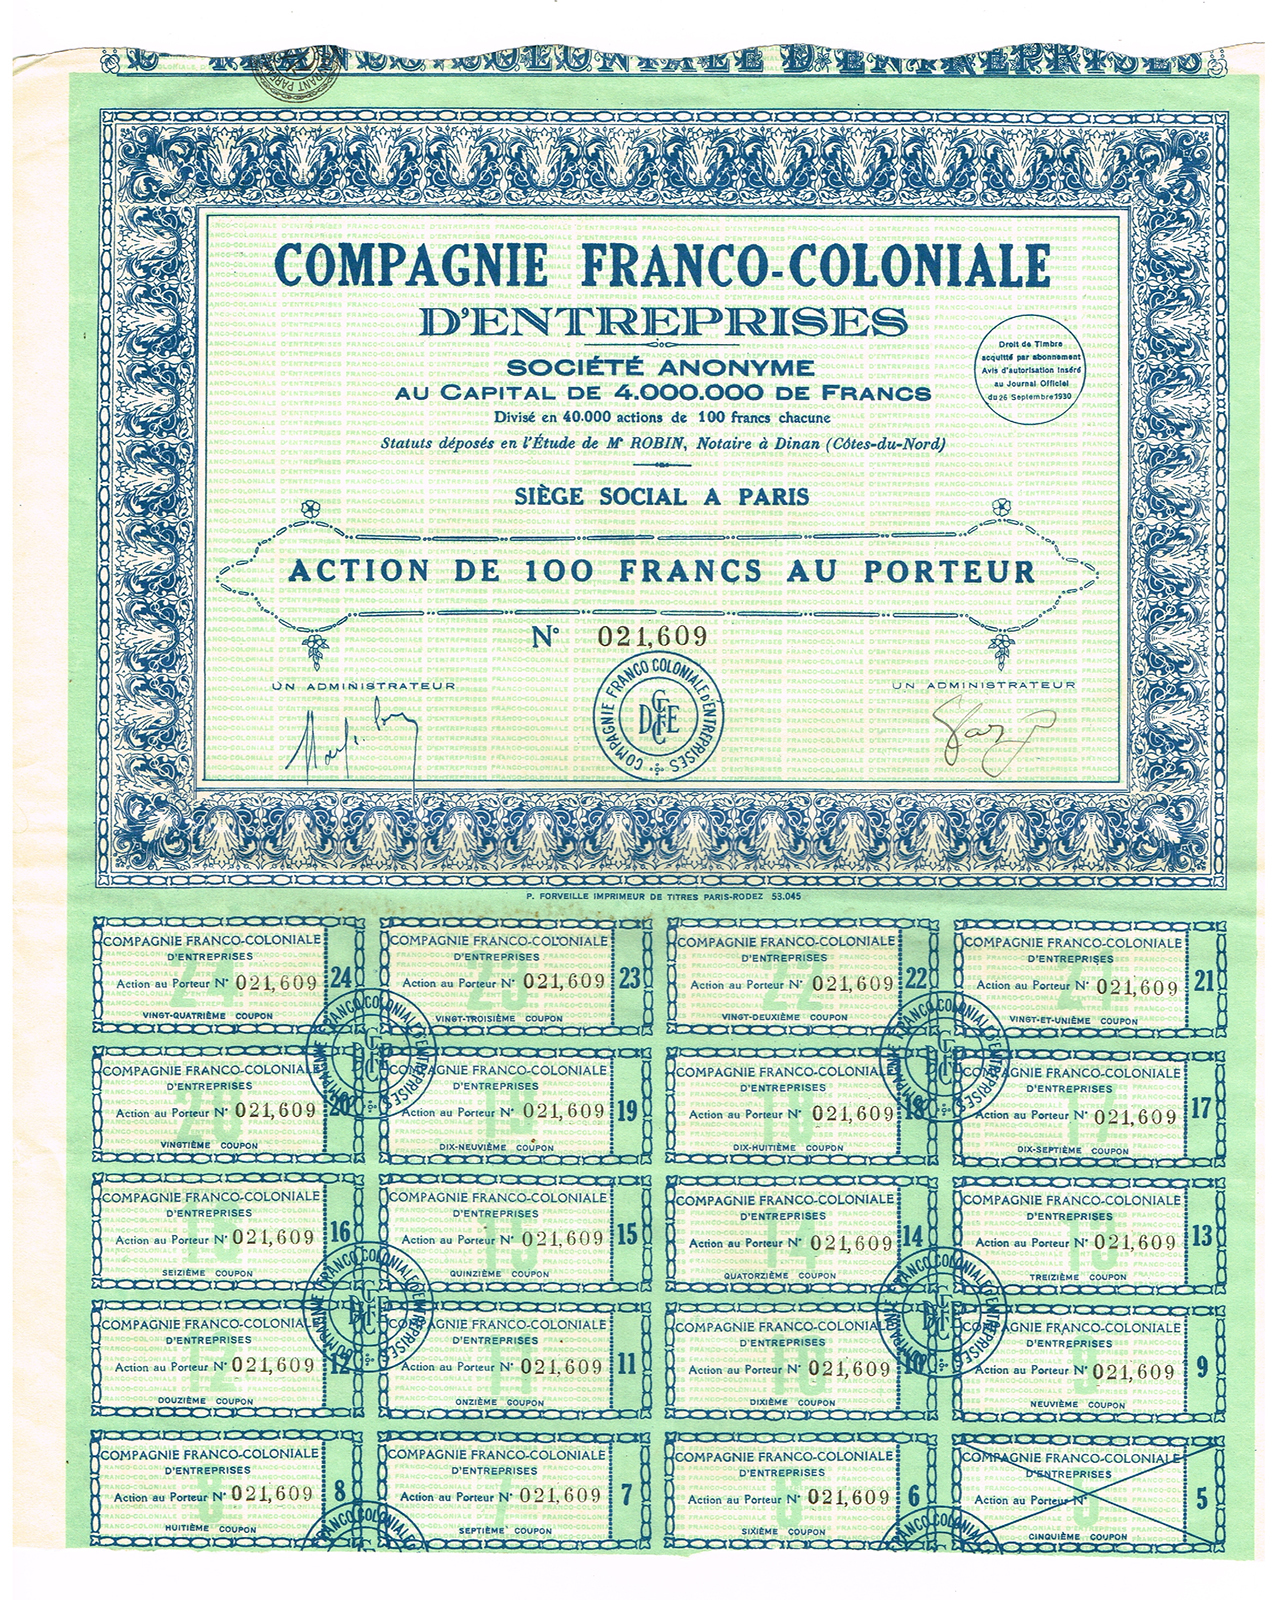 COMPAGNIE FRANCO-COLONIALE
D'ENTREPRISES
SOCIÉTÉ ANONYME
AU CAPITAL DE 4.000.000 DE FRANCS
Divisé en 40.000 actions de 100 francs chacune
Statuts déposés en l'Étude de Mᵉ ROBIN, Notaire à Dinan (Côtes-du-Nord)
Droit de Timbre
acquitté par abonnement
Avis d'autorisation inséré
au Journal Officiel
du 26 Septembre 1930
SIÈGE SOCIAL A PARIS
ACTION DE 100 FRANCS AU PORTEUR
N° 021,609
UN ADMINISTRATEUR
UN ADMINISTRATEUR
COMPAGNIE FRANCO COLONIALE D'ENTREPRISES
P. FORVEILLE IMPRIMEUR DE TITRES PARIS-RODEZ 53.045
COMPAGNIE FRANCO-COLONIALE
D'ENTREPRISES
Action au Porteur N° 021,609 24
VINGT-QUATRIÈME COUPON
COMPAGNIE FRANCO-COLONIALE
D'ENTREPRISES
Action au Porteur N° 021,609 23
VINGT-TROISIÈME COUPON
COMPAGNIE FRANCO-COLONIALE
D'ENTREPRISES
Action au Porteur N° 021,609 22
VINGT-DEUXIÈME COUPON
COMPAGNIE FRANCO-COLONIALE
D'ENTREPRISES
Action au Porteur N° 021,609 21
VINGT-ET-UNIÈME COUPON
COMPAGNIE FRANCO-COLONIALE
D'ENTREPRISES
Action au Porteur N° 021,609 20
VINGTIÈME COUPON
COMPAGNIE FRANCO-COLONIALE
D'ENTREPRISES
Action au Porteur N° 021,609 19
DIX-NEUVIÈME COUPON
COMPAGNIE FRANCO-COLONIALE
D'ENTREPRISES
Action au Porteur N° 021,609 18
DIX-HUITIÈME COUPON
COMPAGNIE FRANCO-COLONIALE
D'ENTREPRISES
Action au Porteur N° 021,609 17
DIX-SEPTIÈME COUPON
COMPAGNIE FRANCO-COLONIALE
D'ENTREPRISES
Action au Porteur N° 021,609 16
SEIZIÈME COUPON
COMPAGNIE FRANCO-COLONIALE
D'ENTREPRISES
Action au Porteur N° 021,609 15
QUINZIÈME COUPON
COMPAGNIE FRANCO-COLONIALE
D'ENTREPRISES
Action au Porteur N° 021,609 14
QUATORZIÈME COUPON
COMPAGNIE FRANCO-COLONIALE
D'ENTREPRISES
Action au Porteur N° 021,609 13
TREIZIÈME COUPON
COMPAGNIE FRANCO-COLONIALE
D'ENTREPRISES
Action au Porteur N° 021,609 12
DOUZIÈME COUPON
COMPAGNIE FRANCO-COLONIALE
D'ENTREPRISES
Action au Porteur N° 021,609 11
ONZIÈME COUPON
COMPAGNIE FRANCO-COLONIALE
D'ENTREPRISES
Action au Porteur N° 021,609 10
DIXIÈME COUPON
COMPAGNIE FRANCO-COLONIALE
D'ENTREPRISES
Action au Porteur N° 021,609 9
NEUVIÈME COUPON
COMPAGNIE FRANCO-COLONIALE
D'ENTREPRISES
Action au Porteur N° 021,609 8
HUITIÈME COUPON
COMPAGNIE FRANCO-COLONIALE
D'ENTREPRISES
Action au Porteur N° 021,609 7
SEPTIÈME COUPON
COMPAGNIE FRANCO-COLONIALE
D'ENTREPRISES
Action au Porteur N° 021,609 6
SIXIÈME COUPON
COMPAGNIE FRANCO-COLONIALE
D'ENTREPRISES
Action au Porteur N° 5
CINQUIÈME COUPON